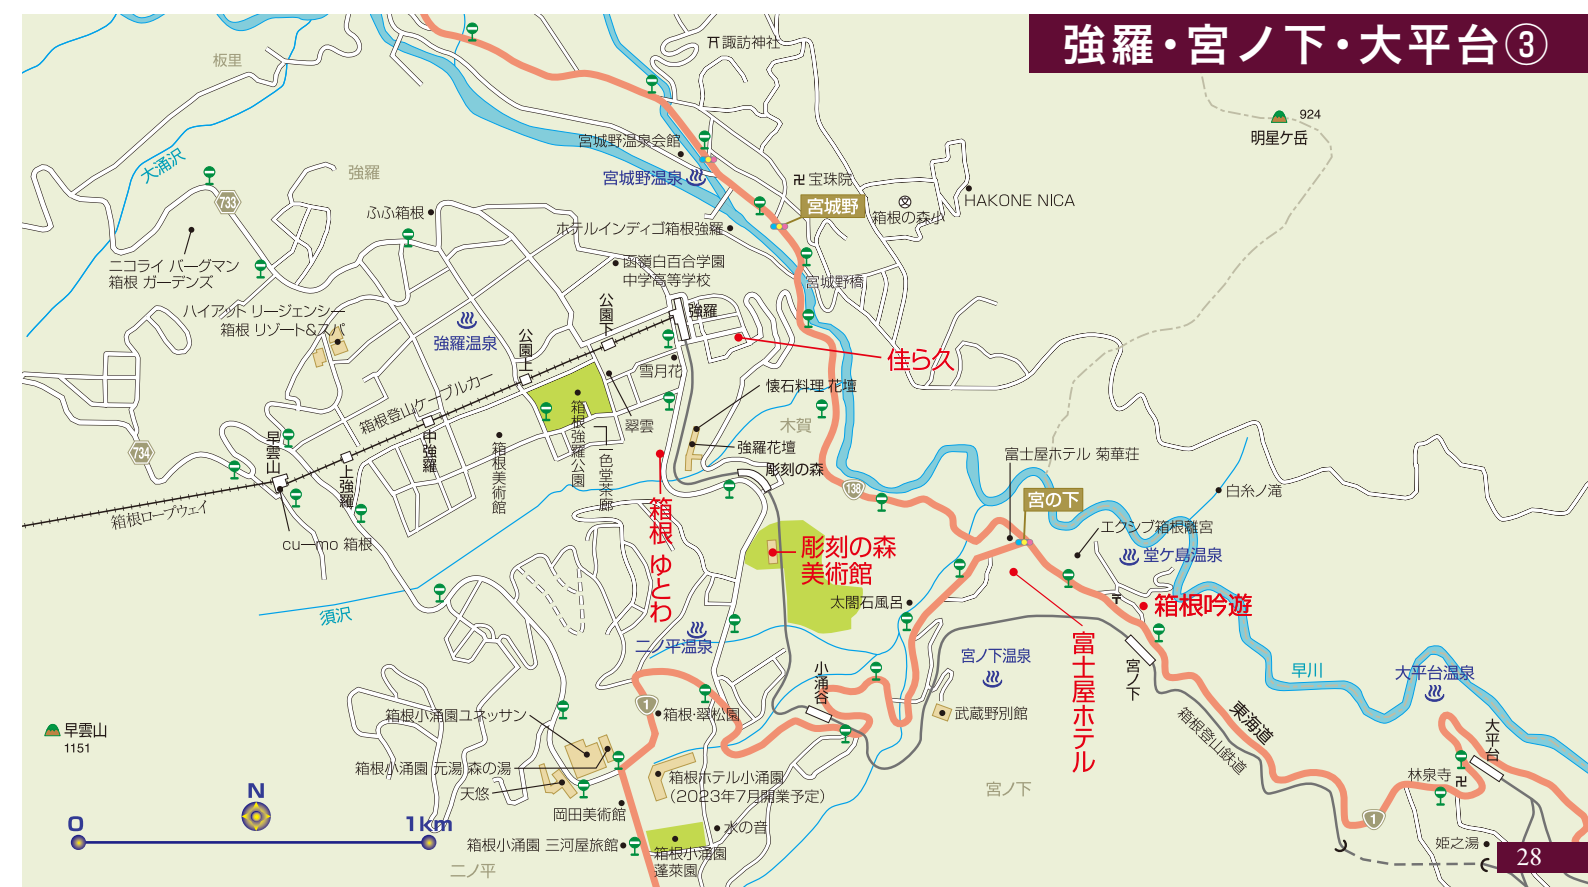 強羅・宮ノ下・大平台③
諏訪神社
板里
924
明星ケ岳
宮城野温泉会館
大涌沢
強羅
宮城野温泉
宝珠院
733
宮城野
箱根の森小
HAKONE NICA
ふふ箱根
ホテルインディゴ箱根強羅
ニコライ バーグマン
箱根 ガーデンズ
函嶺白百合学園
中学高等学校
宮城野橋
ハイアット リージェンシー
箱根 リゾート&スパ
強羅
公園下
強羅温泉
公園上
佳ら久
雪月花
箱根登山ケーブルカー
懐石料理 花壇
箱根強羅公園
翠雲
木賀
一色堂茶廊
強羅花壇
彫刻の森
早雲山
中強羅
上強羅
箱根美術館
734
富士屋ホテル 菊華荘
138
宮の下
白糸ノ滝
箱根ロープウェイ
cu―mo 箱根
箱根 ゆとわ
エクシブ箱根離宮
堂ケ島温泉
彫刻の森
美術館
太閤石風呂
箱根吟遊
須沢
二ノ平温泉
富士屋ホテル
宮ノ下温泉
宮ノ下
早川
大平台温泉
小涌谷
1
箱根・翠松園
武蔵野別館
箱根小涌園ユネッサン
東海道
箱根登山鉄道
大平台
早雲山
1151
箱根小涌園 元湯 森の湯
天悠
箱根ホテル小涌園
(2023年7月開業予定)
宮ノ下
林泉寺
岡田美術館
N
0
1km
水の音
1
箱根小涌園 三河屋旅館
箱根小涌園
蓬莱園
姫之湯
二ノ平
28